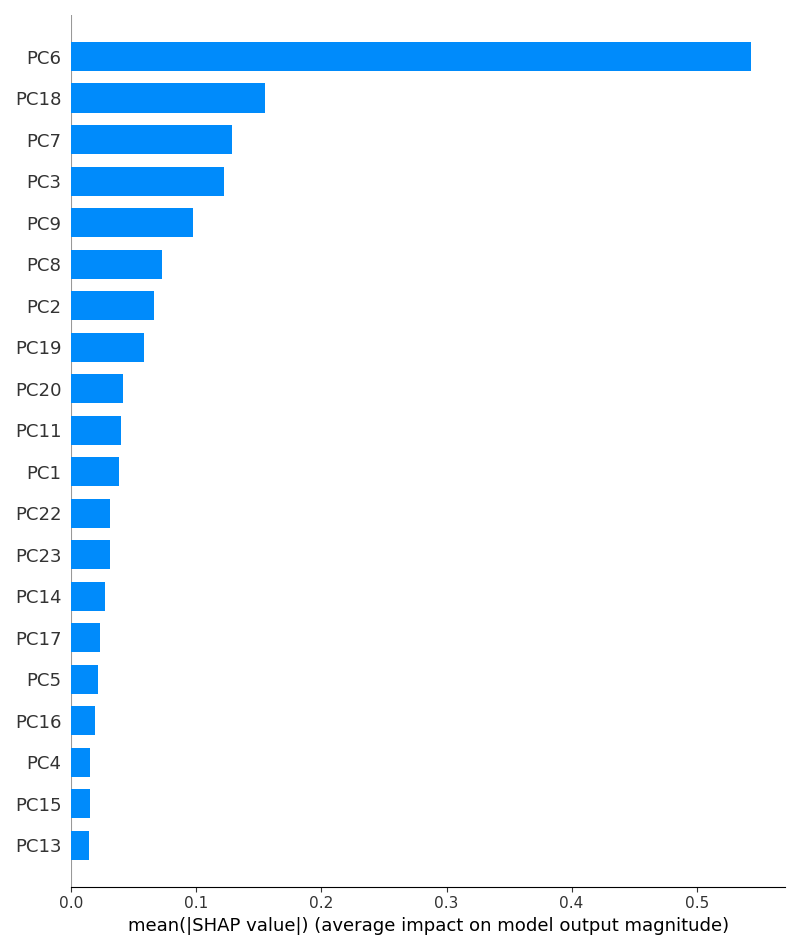 PC6
PC18
PC7
PC3
PC9
PC8
PC2
PC19
PC20
PC11
PC1
PC22
PC23
PC14
PC17
PC5
PC16
PC4
PC15
PC13
0.0 0.1 0.2 0.3 0.4 0.5
mean(|SHAP value|) (average impact on model output magnitude)